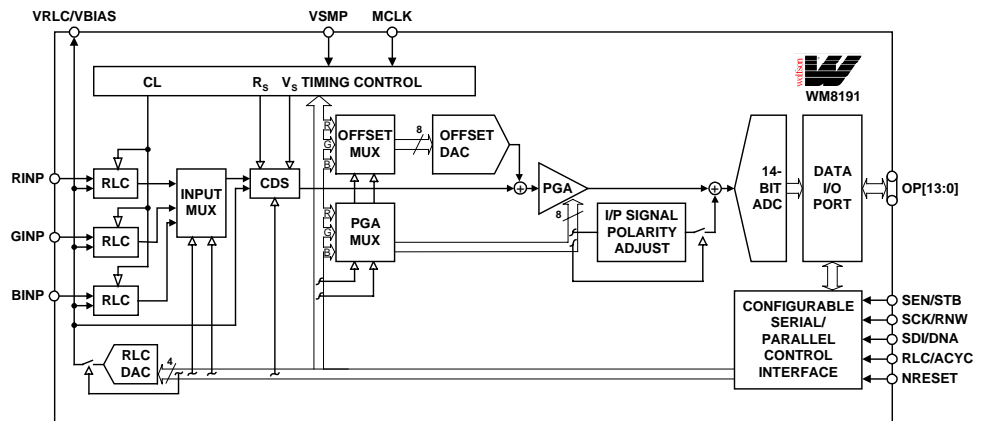 VRLC/VBIAS VSMP MCLK
CL RS VS TIMING CONTROL
wolfson
WM8191
R
G
B
OFFSET
MUX
8
OFFSET
DAC
RINP
RLC
INPUT
MUX
CDS
PGA
8
14-
BIT
ADC
DATA
I/O
PORT
OP[13:0]
GINP
RLC
R
G
B
PGA
MUX
I/P SIGNAL
POLARITY
ADJUST
BINP
RLC
CONFIGURABLE
SERIAL/
PARALLEL
CONTROL
INTERFACE
SEN/STB
SCK/RNW
SDI/DNA
RLC/ACYC
NRESET
RLC
DAC
4